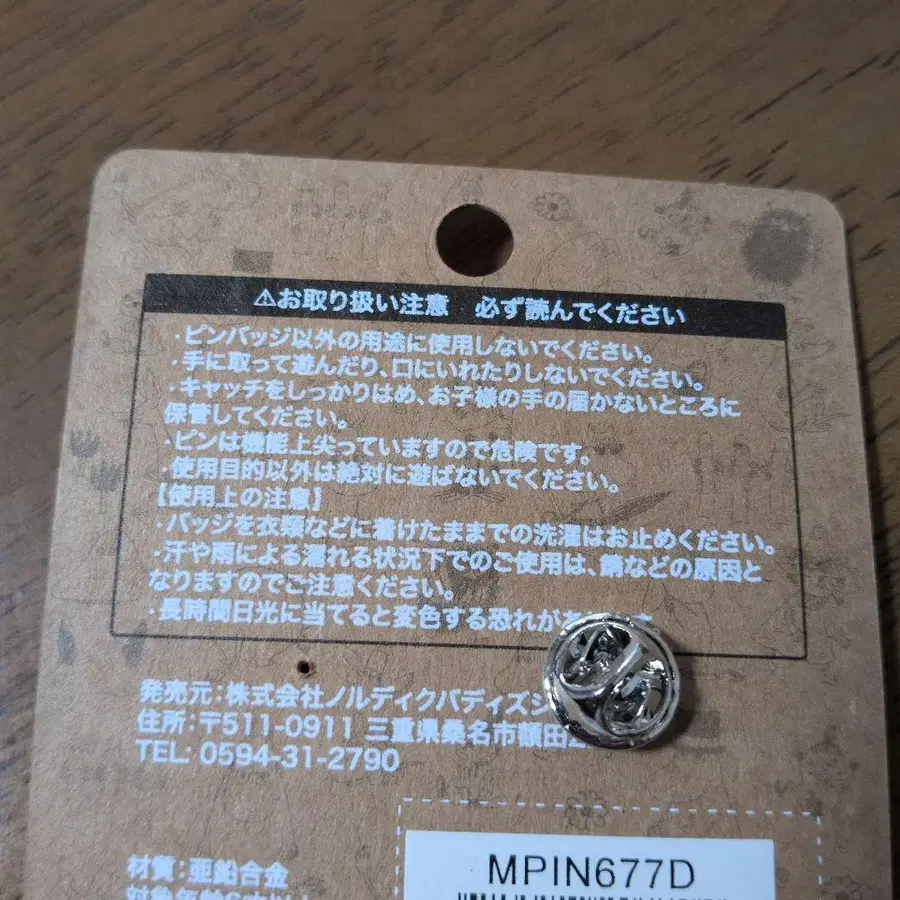 ⚠お取り扱い注意　必ず読んでください
・ピンバッジ以外の用途に使用しないでください。
・手に取って遊んだり、口にいれたりしないでください。
・キャッチをしっかりはめ、お子様の手の届かないところに
保管してください。
・ピンは機能上尖っていますので危険です。
・使用目的以外は絶対に遊ばないでください。
【使用上の注意】
・バッジを衣類などに着けたままでの洗濯はお止めください。
・汗や雨による濡れる状況下でのご使用は、錆などの原因と
なりますのでご注意ください。
・長時間日光に当てると変色する恐れが
発売元：株式会社ノルディクバディズジ
住所：〒511-0911 三重県桑名市額田
TEL: 0594-31-2790
材質：亜鉛合金
MPIN677D